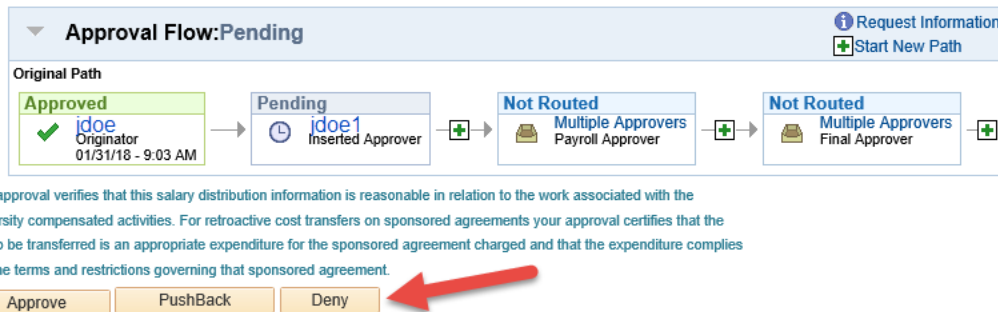 Approval Flow:Pending
Request Information
Start New Path
Original Path
Approved
jdoe
Originator
01/31/18 - 9:03 AM
Pending
jdoe1
Inserted Approver
Not Routed
Multiple Approvers
Payroll Approver
Not Routed
Multiple Approvers
Final Approver
approval verifies that this salary distribution information is reasonable in relation to the work associated with the
rsity compensated activities. For retroactive cost transfers on sponsored agreements your approval certifies that the
o be transferred is an appropriate expenditure for the sponsored agreement charged and that the expenditure complies
he terms and restrictions governing that sponsored agreement.
Approve PushBack Deny